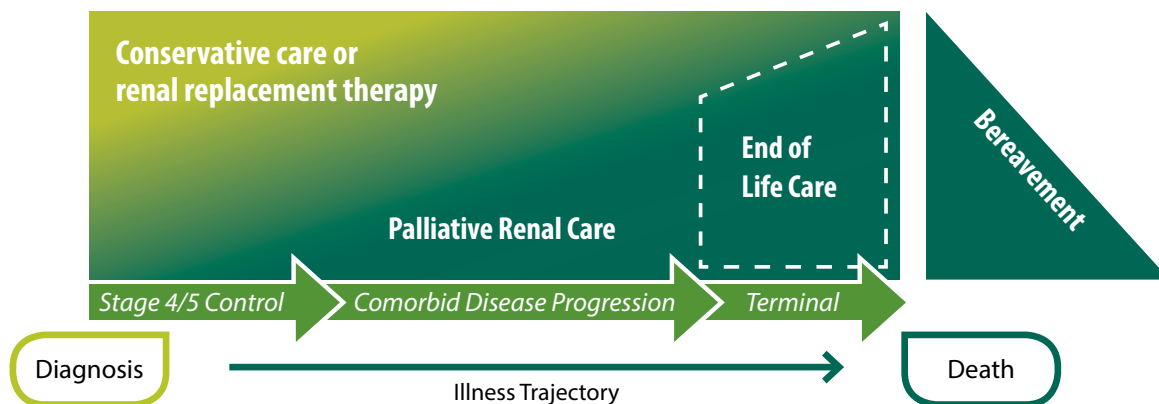 Conservative care or
renal replacement therapy
End of
Life Care
Palliative Renal Care
Bereavement
Stage 4/5 Control
Comorbid Disease Progression
Terminal
Diagnosis
Illness Trajectory
Death